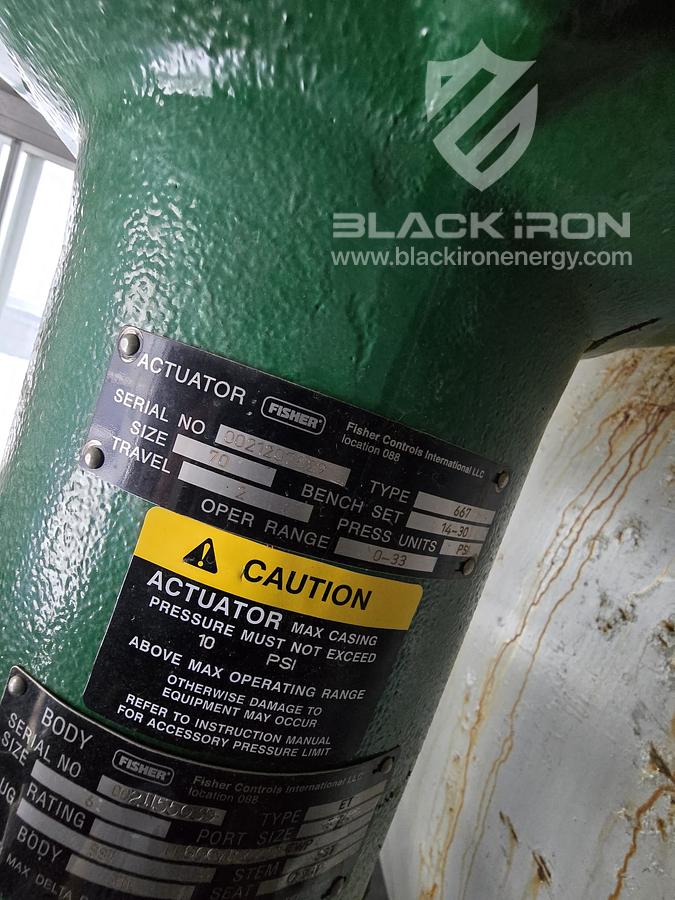 BLACK IRON
www.blackironenergy.com
ACTUATOR FISHER Fisher Controls International LLC
location 088
SERIAL NO TYPE 667
SIZE 70 BENCH SET 14-30
TRAVEL 2 PRESS UNITS PSI
OPER RANGE 0-33
CAUTION
ACTUATOR MAX CASING
PRESSURE MUST NOT EXCEED
10 PSI
ABOVE MAX OPERATING RANGE
OTHERWISE DAMAGE TO
EQUIPMENT MAY OCCUR
REFER TO INSTRUCTION MANUAL
FOR ACCESSORY PRESSURE LIMIT
BODY FISHER Fisher Controls International LLC
location 088
SERIAL NO TYPE ET
SIZE 6 PORT SIZE
RATING
BODY STEM
SEAT
MAX DELTA